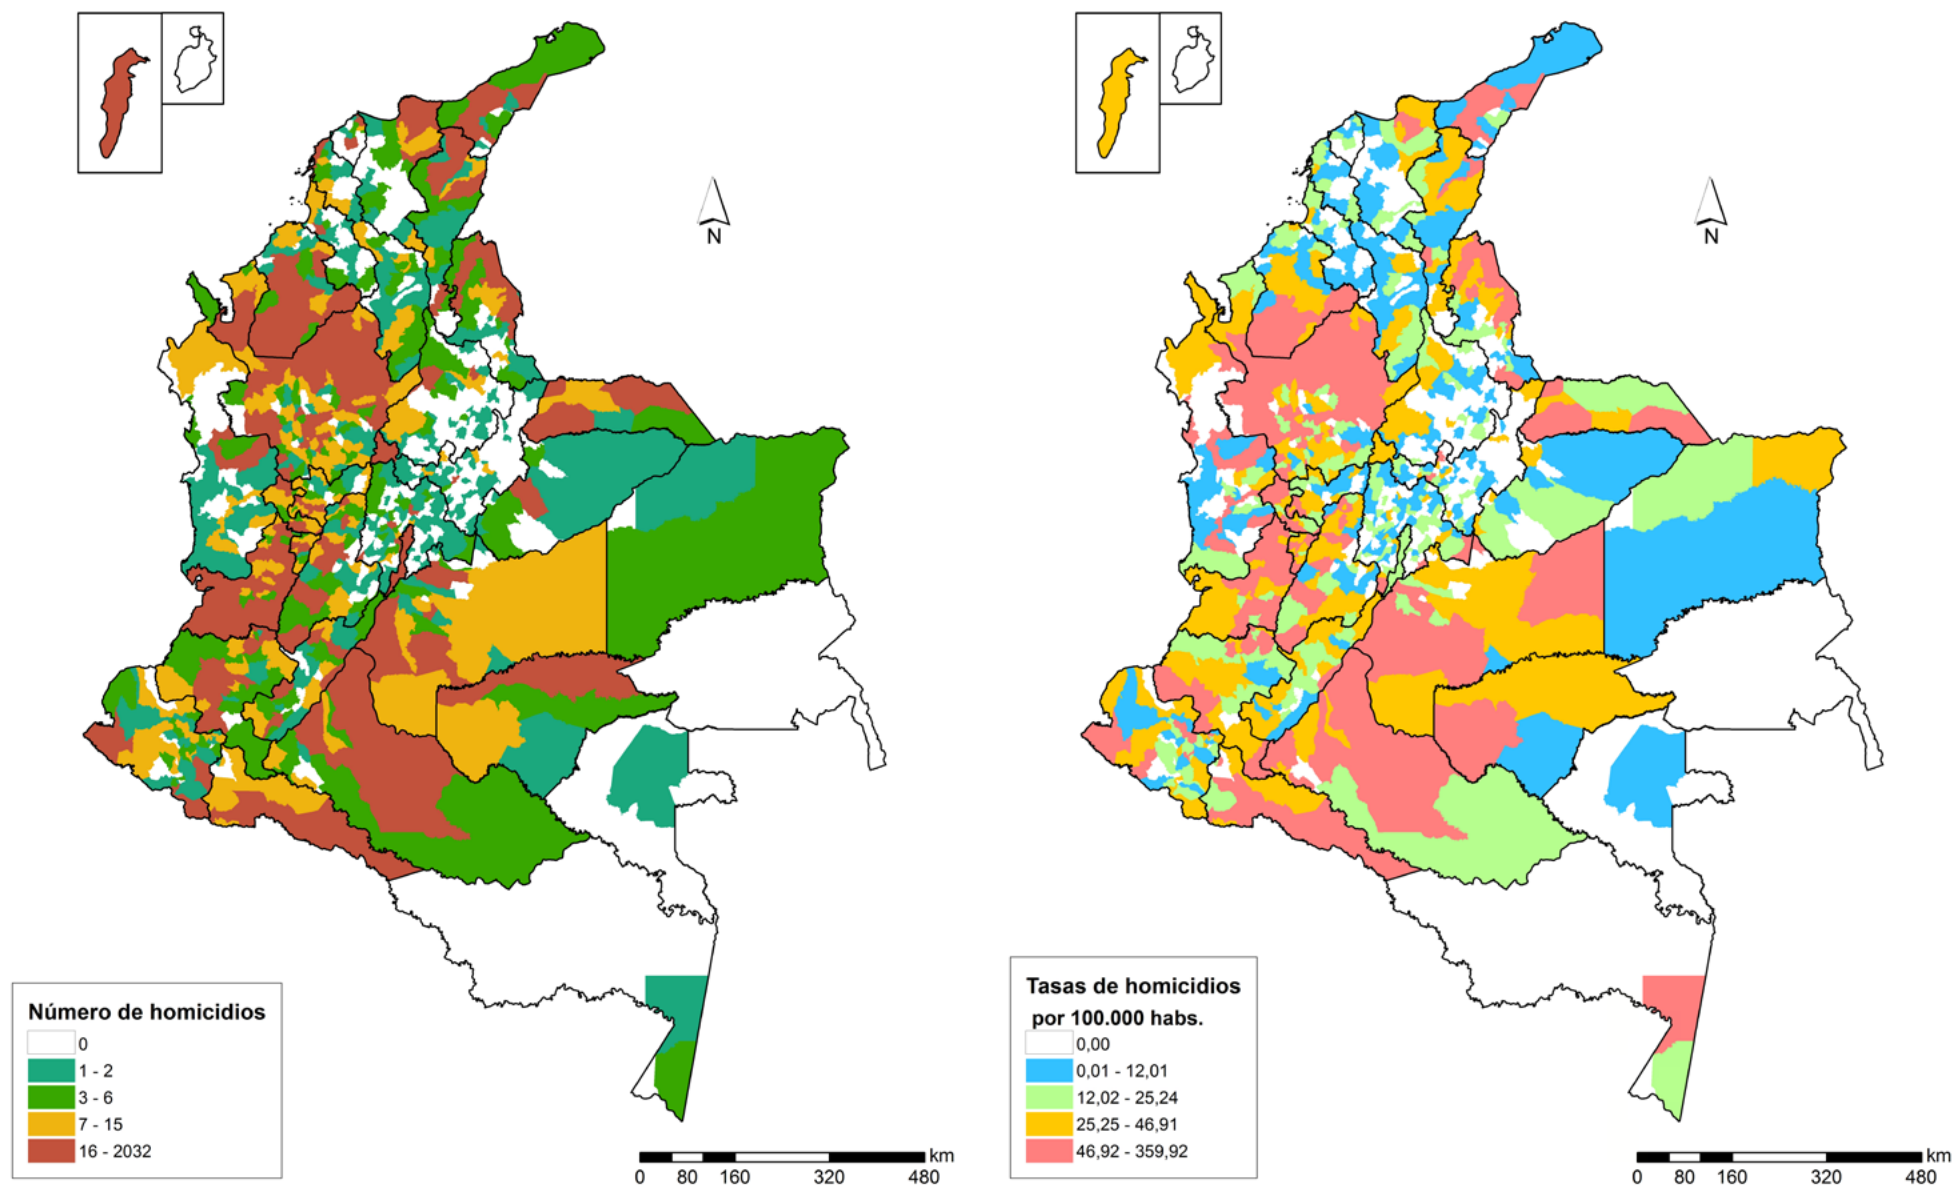 N
N
Número de homicidios
0
1 - 2
3 - 6
7 - 15
16 - 2032
km
0 80 160 320 480
Tasas de homicidios
por 100.000 habs.
0,00
0,01 - 12,01
12,02 - 25,24
25,25 - 46,91
46,92 - 359,92
km
0 80 160 320 480